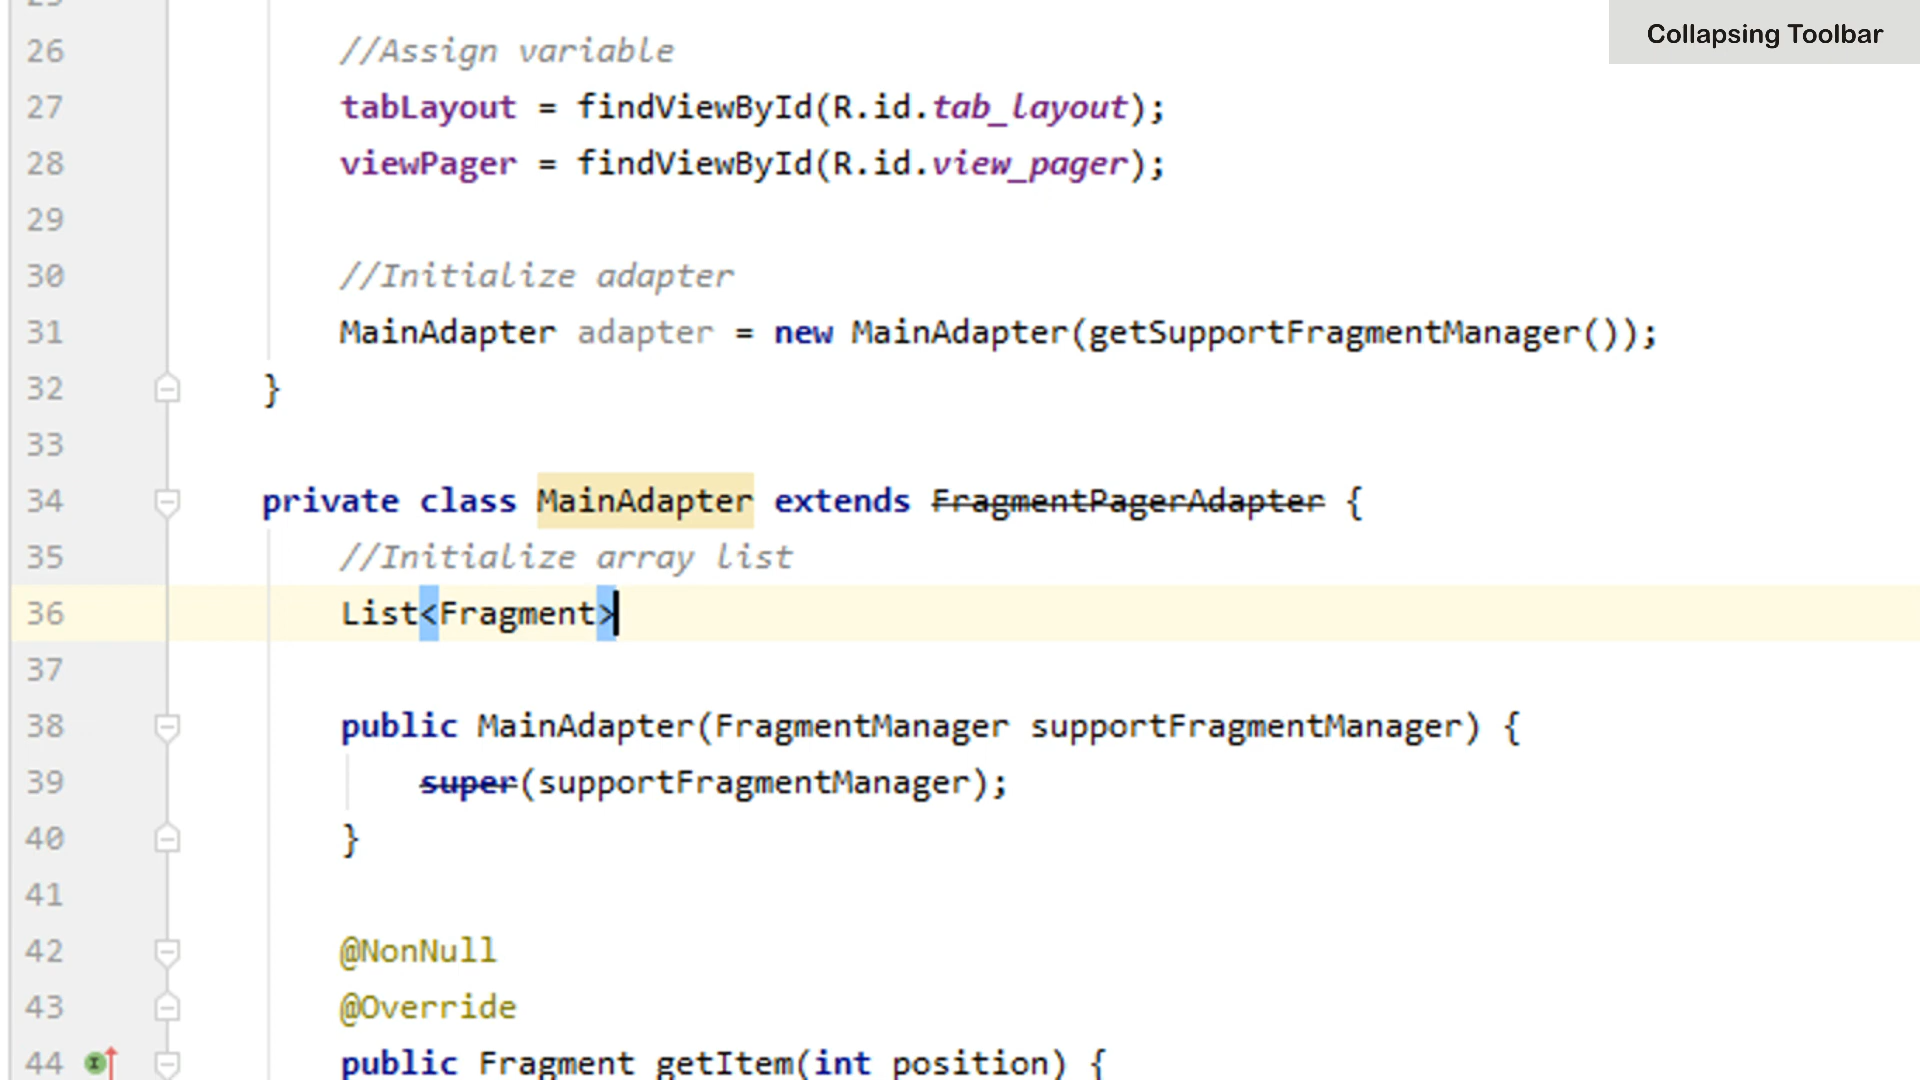 Collapsing Toolbar
26 //Assign variable
27 tabLayout = findViewById(R.id.tab_layout);
28 viewPager = findViewById(R.id.view_pager);
29
30 //Initialize adapter
31 MainAdapter adapter = new MainAdapter(getSupportFragmentManager());
32 }
33
34 private class MainAdapter extends FragmentPagerAdapter {
35 //Initialize array list
36 List<Fragment>
37
38 public MainAdapter(FragmentManager supportFragmentManager) {
39 super(supportFragmentManager);
40 }
41
42 @NonNull
43 @Override
44 public Fragment getItem(int position) {